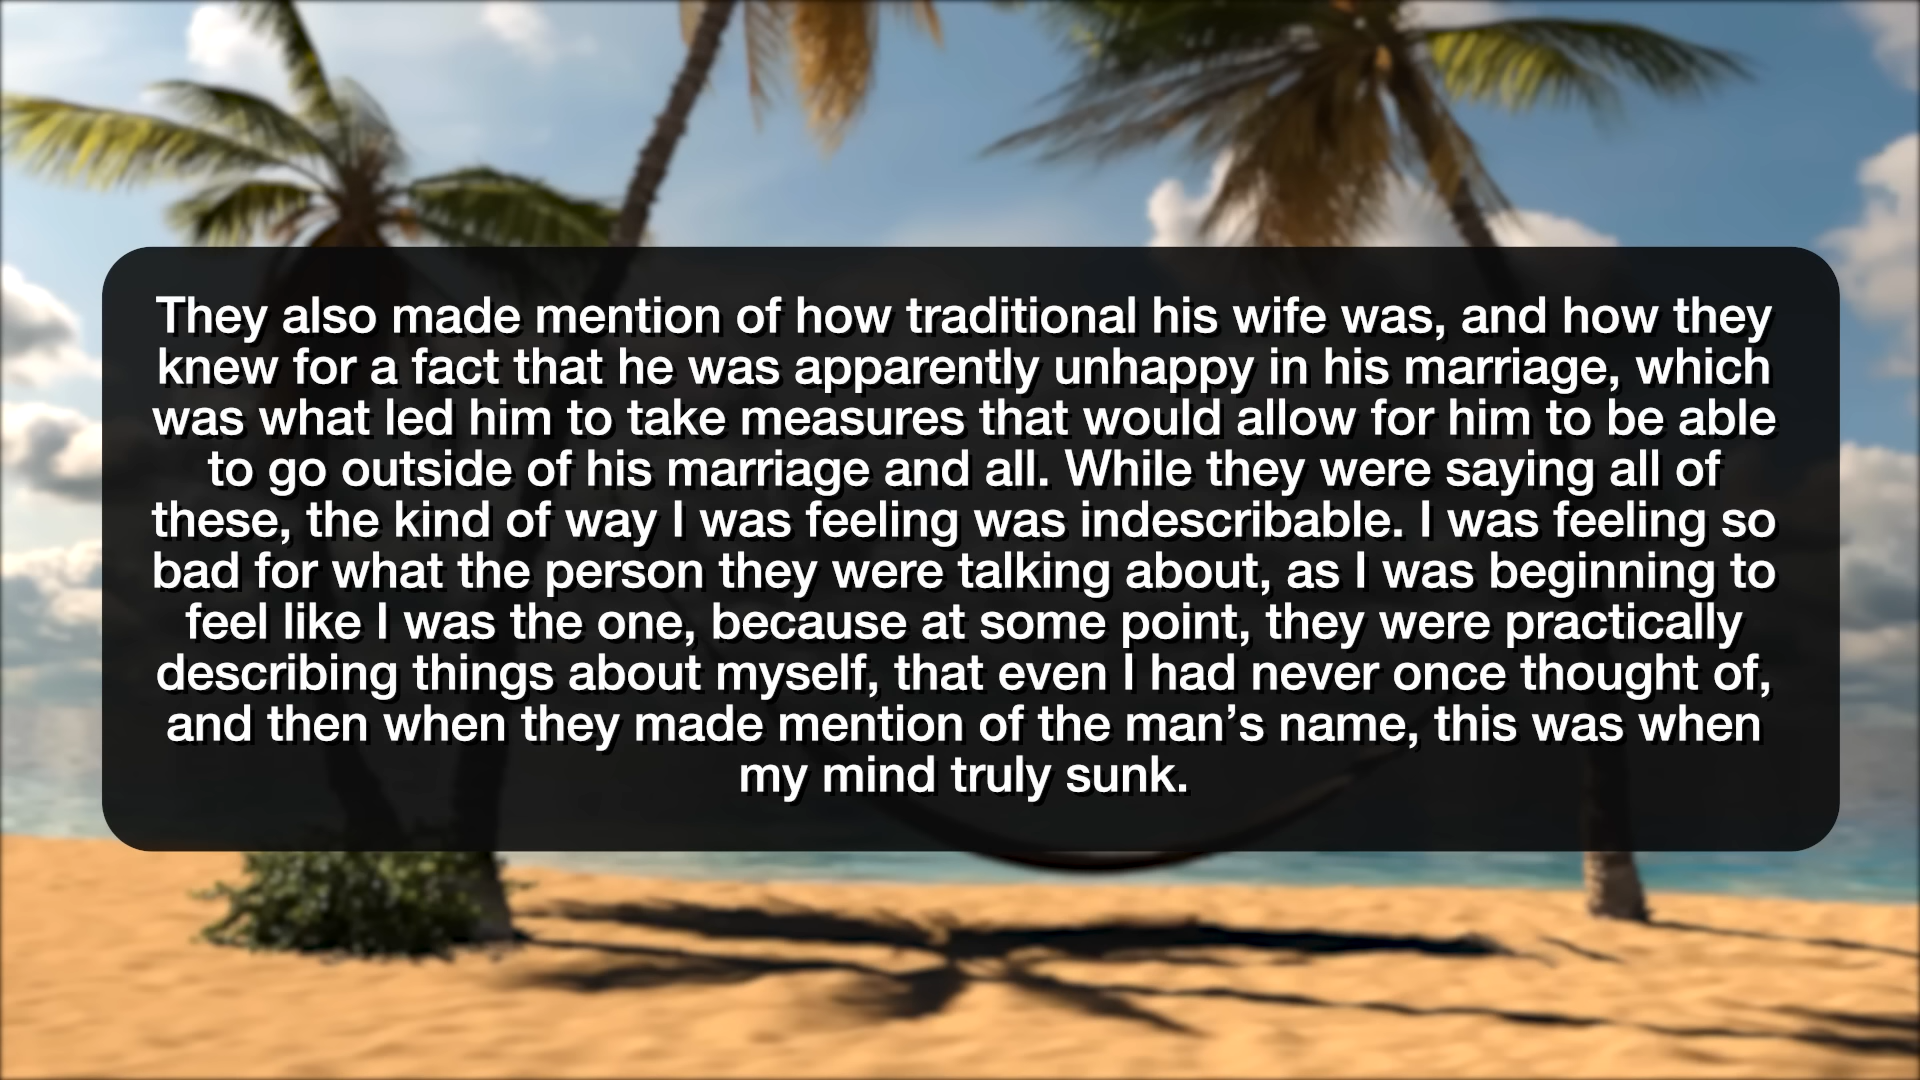 They also made mention of how traditional his wife was, and how they
knew for a fact that he was apparently unhappy in his marriage, which
was what led him to take measures that would allow for him to be able
to go outside of his marriage and all. While they were saying all of
these, the kind of way I was feeling was indescribable. I was feeling so
bad for what the person they were talking about, as I was beginning to
feel like I was the one, because at some point, they were practically
describing things about myself, that even I had never once thought of,
and then when they made mention of the man’s name, this was when
my mind truly sunk.